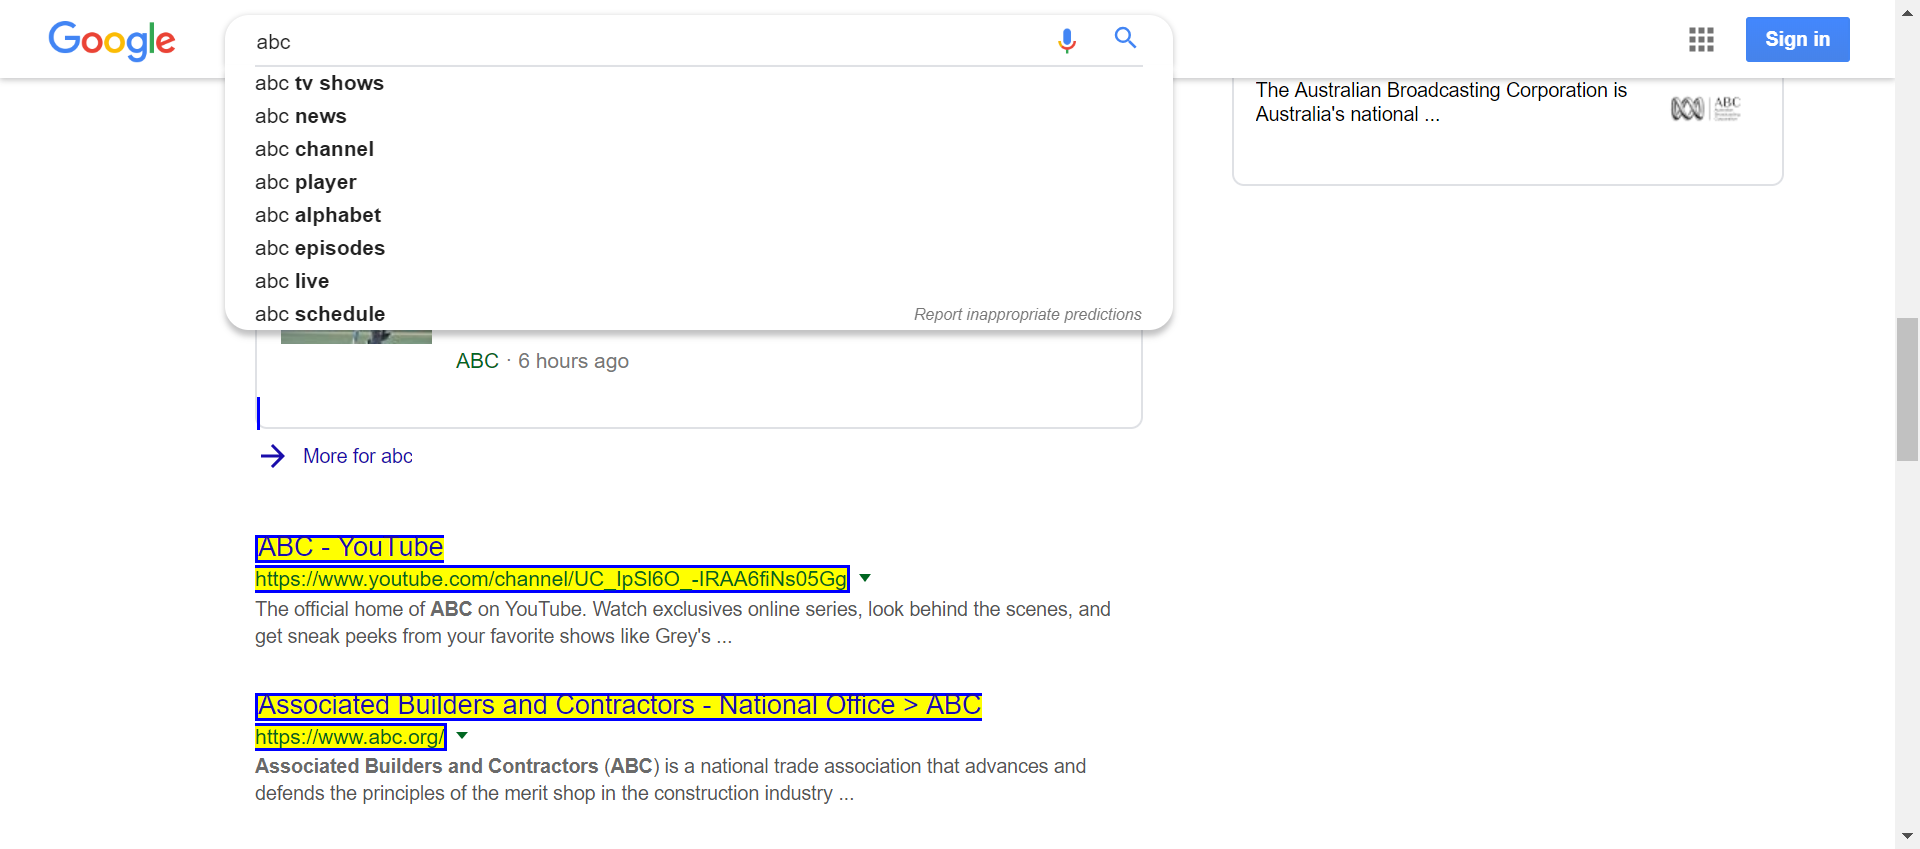 Google
abc
Sign in
abc tv shows
abc news
abc channel
abc player
abc alphabet
abc episodes
abc live
abc schedule
Report inappropriate predictions
The Australian Broadcasting Corporation is
Australia's national ...
ABC
ABC · 6 hours ago
More for abc
ABC - YouTube
https://www.youtube.com/channel/UC_IpSl6O_-IRAA6fiNs05Gg
The official home of ABC on YouTube. Watch exclusives online series, look behind the scenes, and
get sneak peeks from your favorite shows like Grey's ...
Associated Builders and Contractors - National Office > ABC
https://www.abc.org/
Associated Builders and Contractors (ABC) is a national trade association that advances and
defends the principles of the merit shop in the construction industry ...